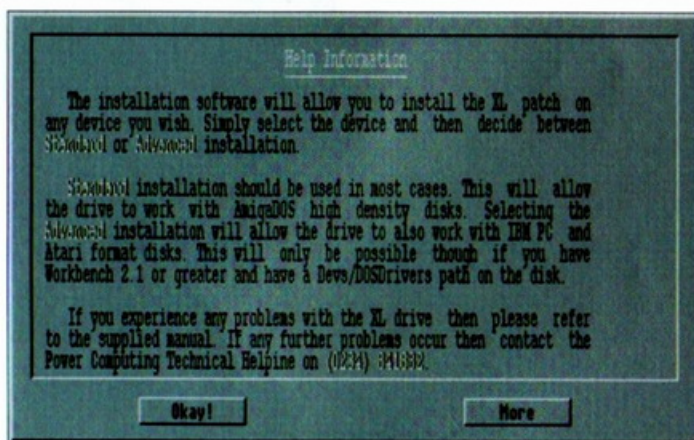 Help Information
The installation software will allow you to install the XL patch on
any device you wish. Simply select the device and then decide between
Standard or Advanced installation.
Standard installation should be used in most cases. This will allow
the drive to work with AmigaDOS high density disks. Selecting the
Advanced installation will allow the drive to also work with IBM PC and
Atari format disks. This will only be possible though if you have
Workbench 2.1 or greater and have a Devs/DOSDrivers path on the disk.
If you experience any problems with the XL drive then please refer
to the supplied manual. If any further problems occur then contact the
Power Computing Technical Helpine on (0234)
Okay!
More